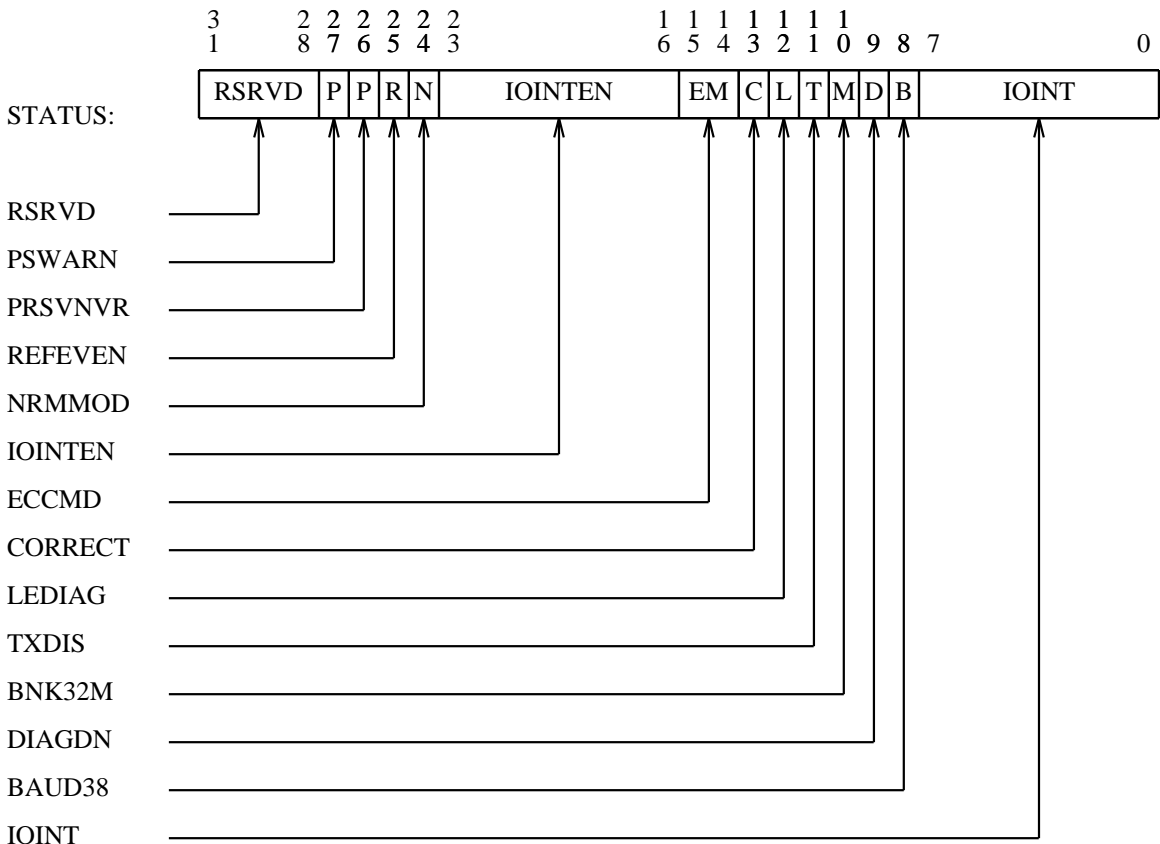 3 2 2 2 2 2 2 1 1 1 1 1 1 1
1 8 7 6 5 4 3 6 5 4 3 2 1 0 9 8 7 0
STATUS: RSRVD P P R N IOINTEN EM C L T M D B IOINT
RSRVD
PSWARN
PRSVNVR
REFEVEN
NRMMOD
IOINTEN
ECCMD
CORRECT
LEDIAG
TXDIS
BNK32M
DIAGDN
BAUD38
IOINT